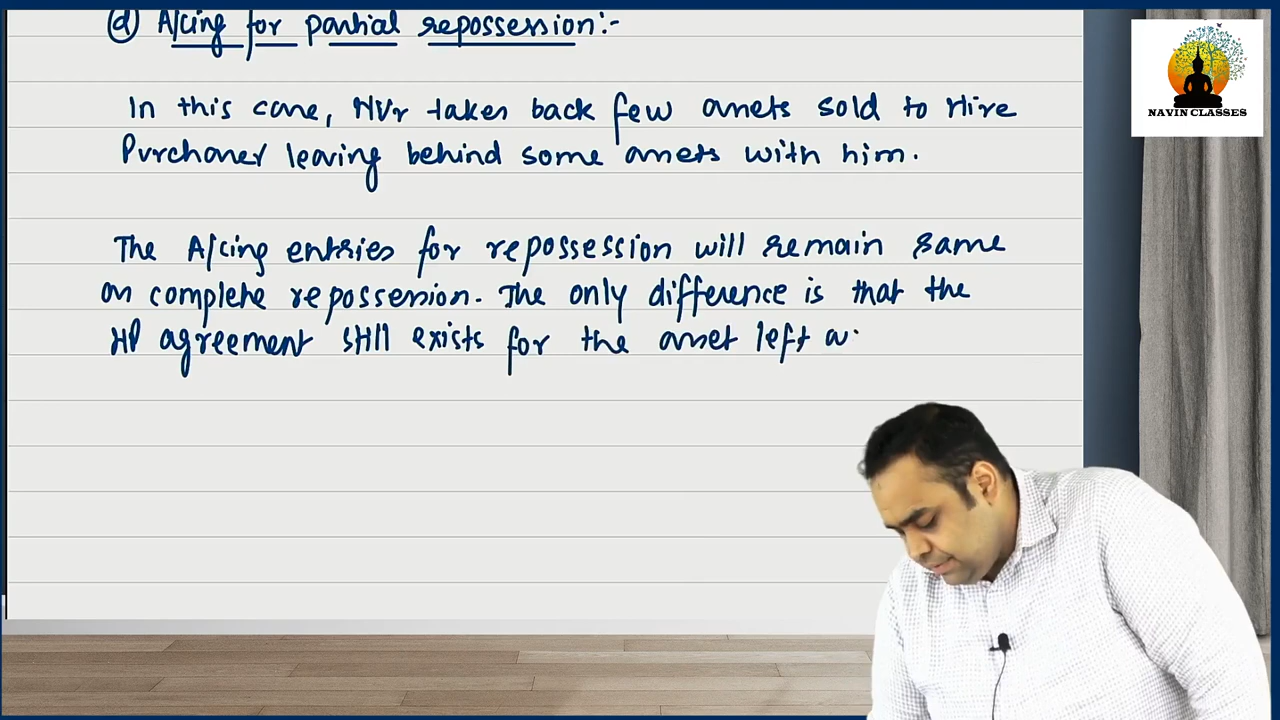 (d) A/cing for partial repossession:-
NAVIN CLASSES
In this case, HVr takes back few assets sold to Hire
Purchaser leaving behind some assets with him.
The A/cing entries for repossession will remain same
as complete repossession. The only difference is that the
HP agreement still exists for the asset left w